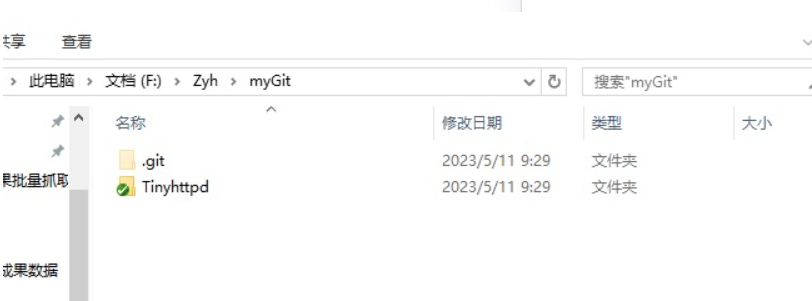 共享 查看
此电脑 > 文档 (F:) > Zyh > myGit 搜索"myGit"
名称 修改日期 类型 大小
.git 2023/5/11 9:29 文件夹
果批量抓取 Tinyhttpd 2023/5/11 9:29 文件夹
成果数据